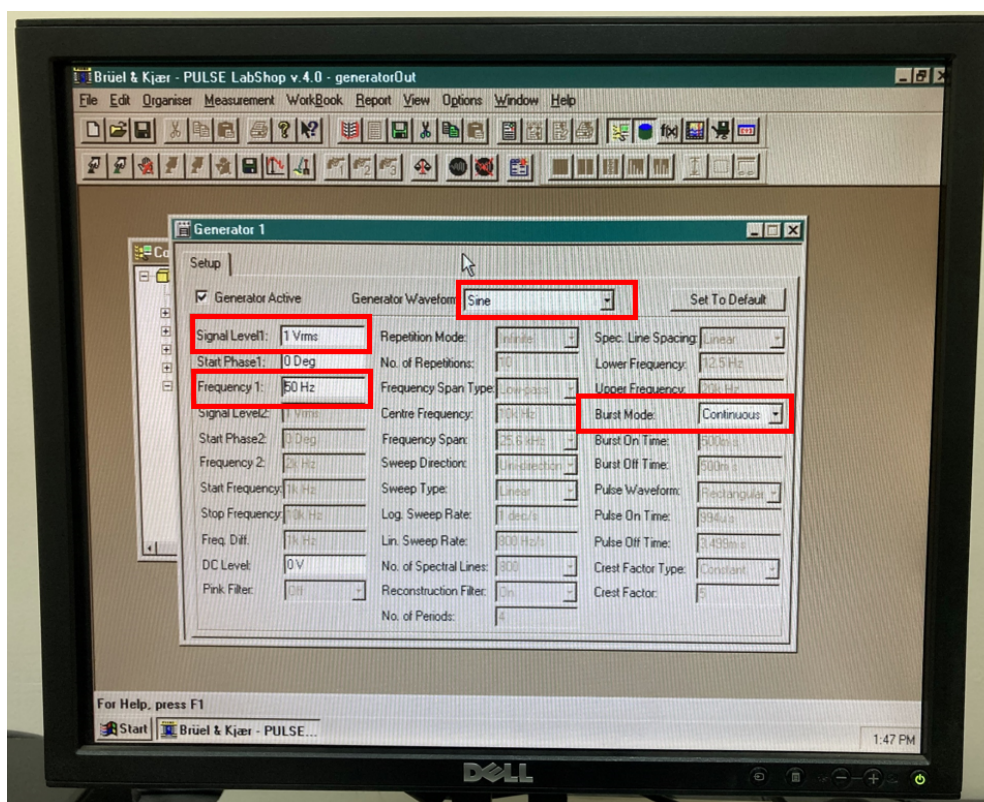 Brüel & Kjær - PULSE LabShop v.4.0 - generatorOut
File Edit Organiser Measurement WorkBook Report View Options Window Help
Generator 1
Co
Setup
Generator Active Generator Waveform: Sine Set To Default
Signal Level1: 1 Vrms Repetition Mode: Infinite Spec. Line Spacing: Linear
Start Phase1: 0 Deg No. of Repetitions: 10 Lower Frequency: 12.5 Hz
Frequency 1: 50 Hz Frequency Span Type: Low-pass Upper Frequency: 20k Hz
Signal Level2: 1 Vrms Centre Frequency: 10k Hz Burst Mode: Continuous
Start Phase2: 0 Deg Frequency Span: 25.6 kHz Burst On Time: 500m s
Frequency 2: 2k Hz Sweep Direction: Uni-direction Burst Off Time: 500m s
Start Frequency: 1k Hz Sweep Type: Linear Pulse Waveform: Rectangular
Stop Frequency: 10k Hz Log. Sweep Rate: 1 dec/s Pulse On Time: 994u s
Freq. Diff. 1k Hz Lin. Sweep Rate: 800 Hz/s Pulse Off Time: 3.499m s
DC Level: 0 V No. of Spectral Lines: 800 Crest Factor Type: Constant
Pink Filter: Off Reconstruction Filter: On Crest Factor: 5
No. of Periods: 4
For Help, press F1
Start Brüel & Kjær - PULSE... 1:47 PM
DELL